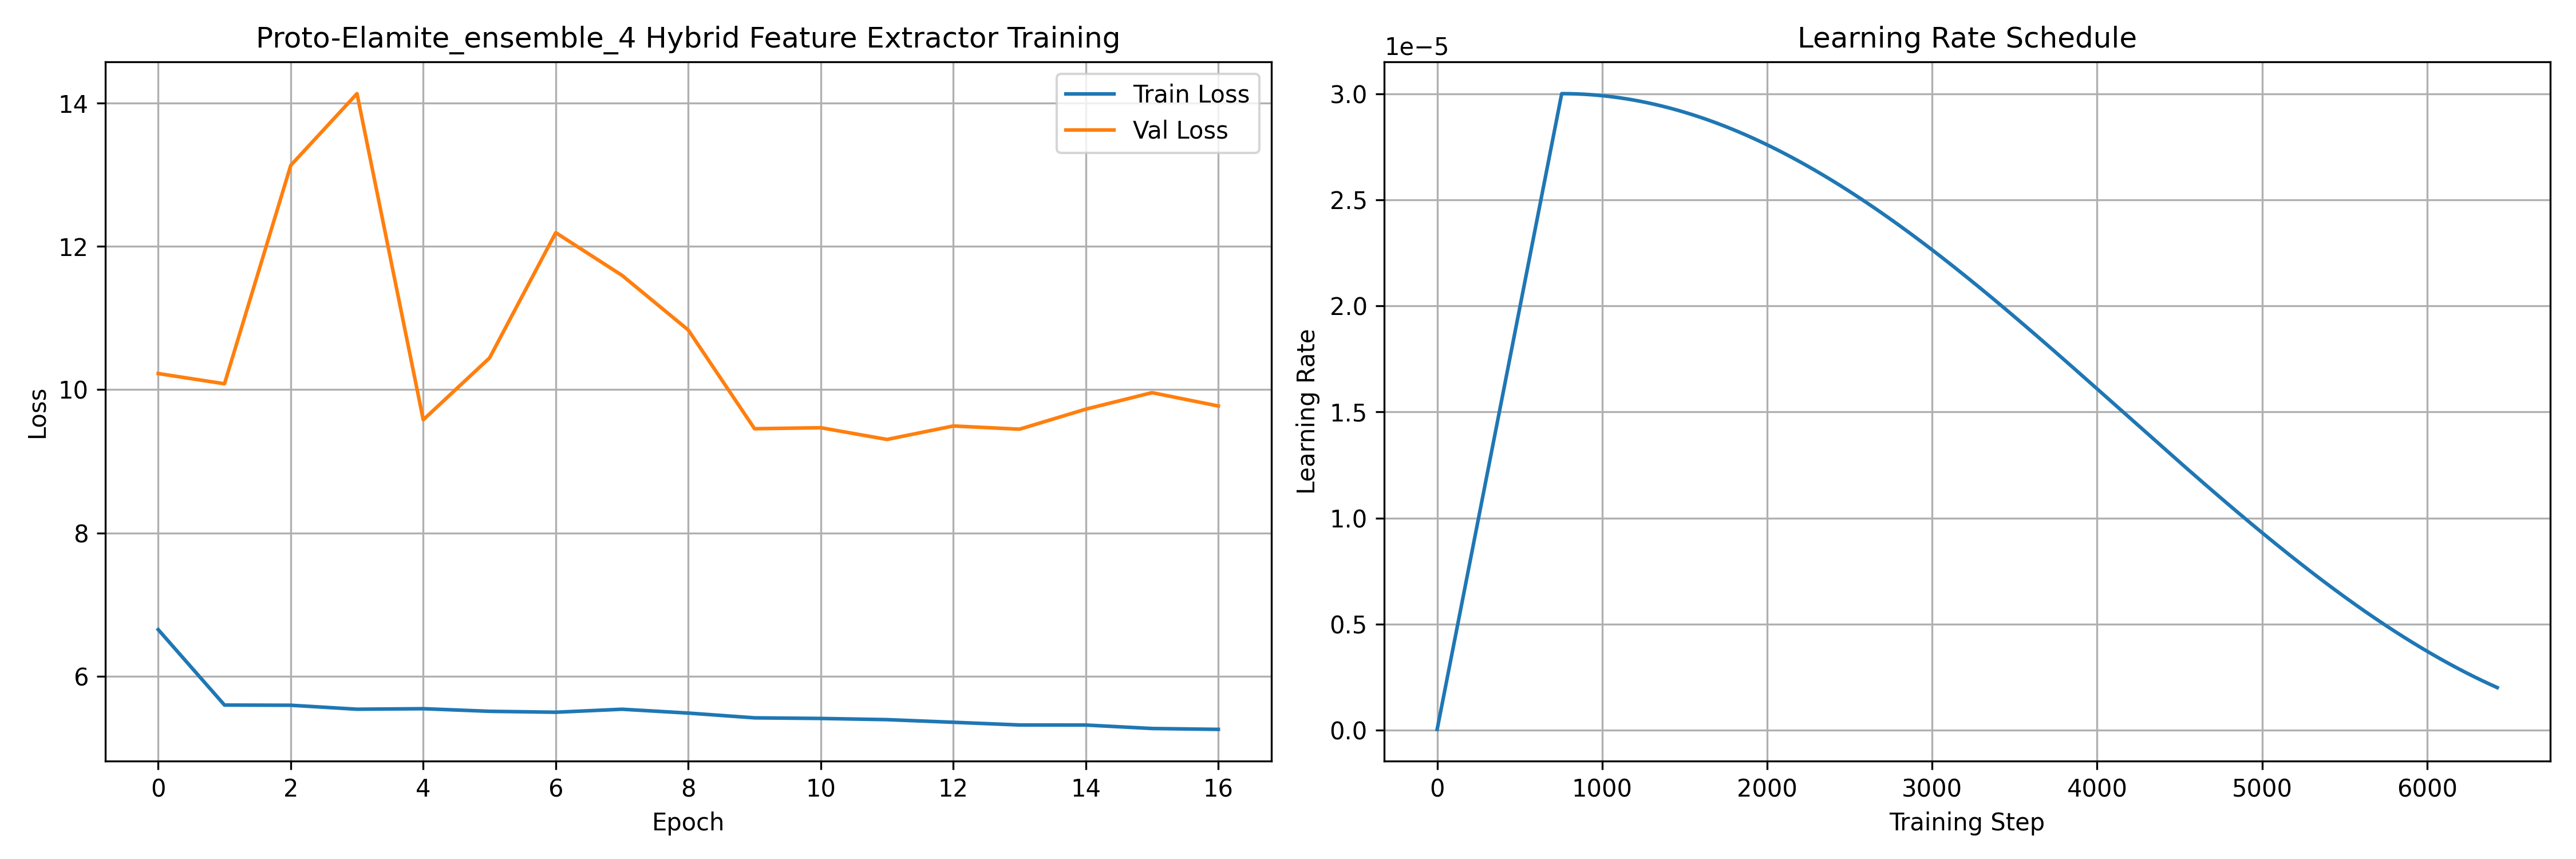 Proto-Elamite_ensemble_4 Hybrid Feature Extractor Training
Train Loss
Val Loss
Loss
14
12
10
8
6
0 2 4 6 8 10 12 14 16
Epoch
Learning Rate Schedule
1e−5
Learning Rate
3.0
2.5
2.0
1.5
1.0
0.5
0.0
0 1000 2000 3000 4000 5000 6000
Training Step